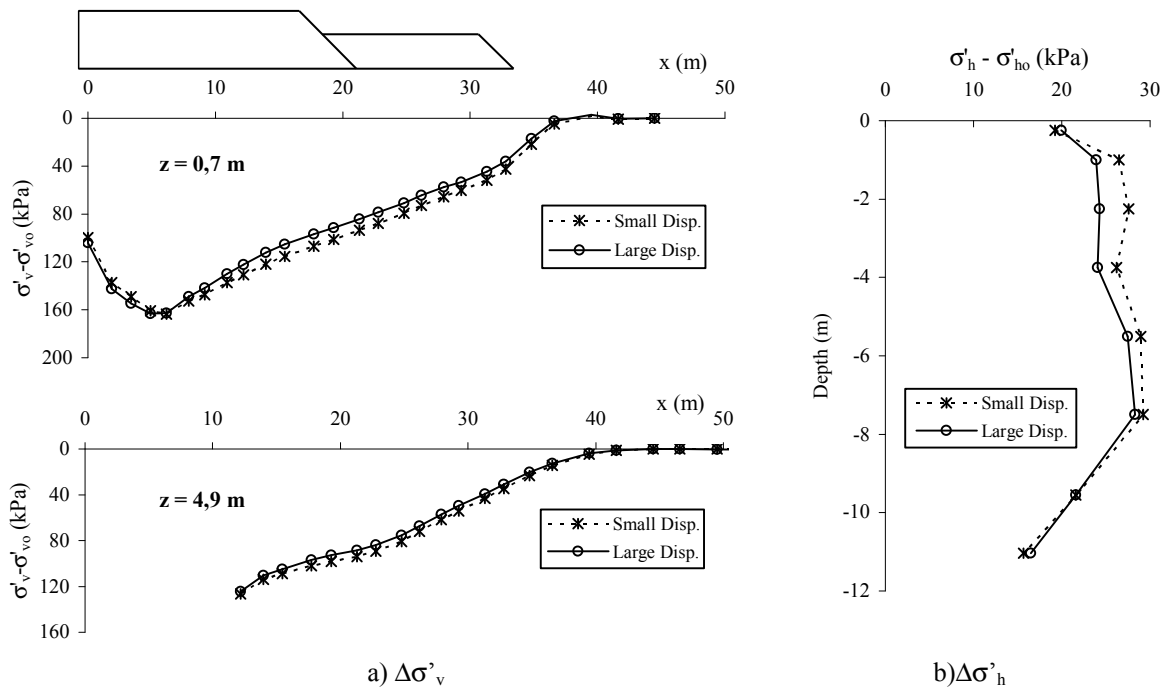 x (m)
0 10 20 30 40 50
0
40
80
120
160
200
σ'v-σ'vo (kPa)
z = 0,7 m
Small Disp.
Large Disp.
0 10 20 30 40 50
x (m)
0
40
80
120
160
σ'v-σ'vo (kPa)
z = 4,9 m
Small Disp.
Large Disp.
a) Δσ'v
σ'h - σ'ho (kPa)
0 10 20 30
0
-2
-4
-6
-8
-10
-12
Depth (m)
Small Disp.
Large Disp.
b)Δσ'h